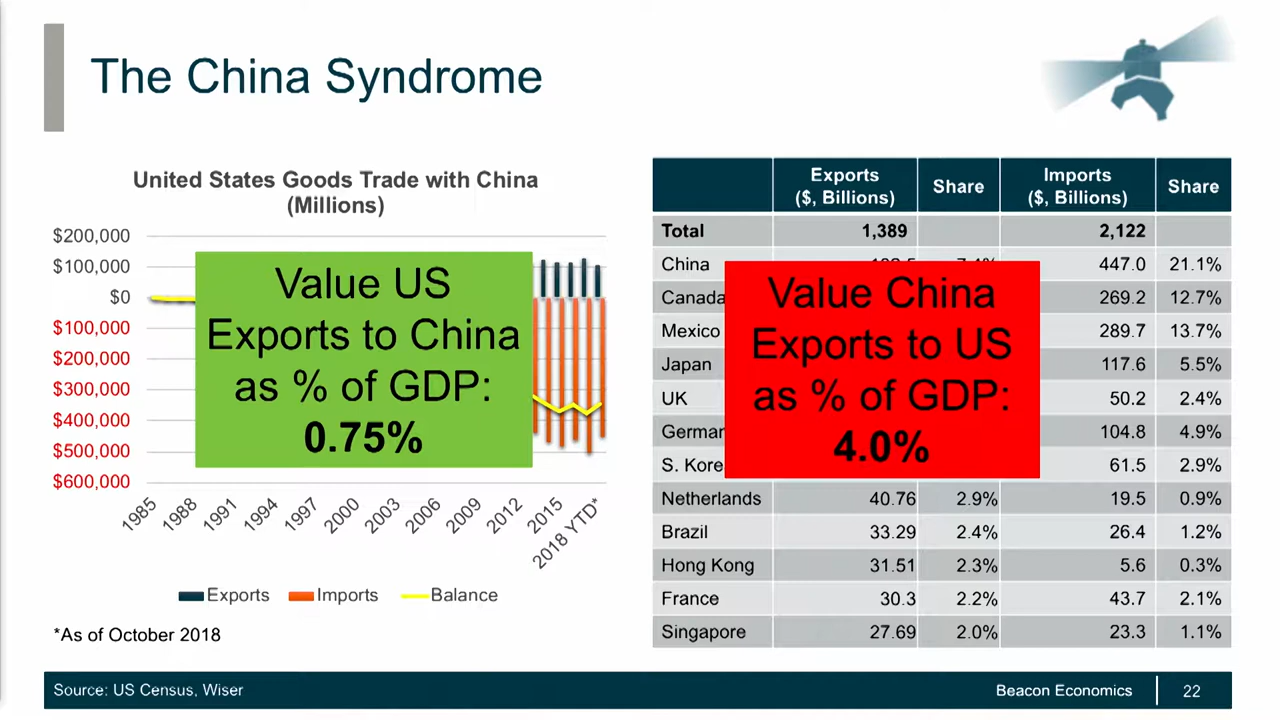 The China Syndrome
United States Goods Trade with China
(Millions)
$200,000
$100,000
$0
$100,000
$200,000
$300,000
$400,000
$500,000
$600,000
1985
1988
1991
1994
1997
2000
2003
2006
2009
2012
2015
2018 YTD*
Exports Imports Balance
*As of October 2018
Value US
Exports to China
as % of GDP:
0.75%
Exports
($, Billions) Share Imports
($, Billions) Share
Total 1,389 2,122
China 447.0 21.1%
Canada 269.2 12.7%
Mexico 289.7 13.7%
Japan 117.6 5.5%
UK 50.2 2.4%
German 104.8 4.9%
S. Kore 61.5 2.9%
Netherlands 40.76 2.9% 19.5 0.9%
Brazil 33.29 2.4% 26.4 1.2%
Hong Kong 31.51 2.3% 5.6 0.3%
France 30.3 2.2% 43.7 2.1%
Singapore 27.69 2.0% 23.3 1.1%
Value China
Exports to US
as % of GDP:
4.0%
Source: US Census, Wiser
Beacon Economics 22